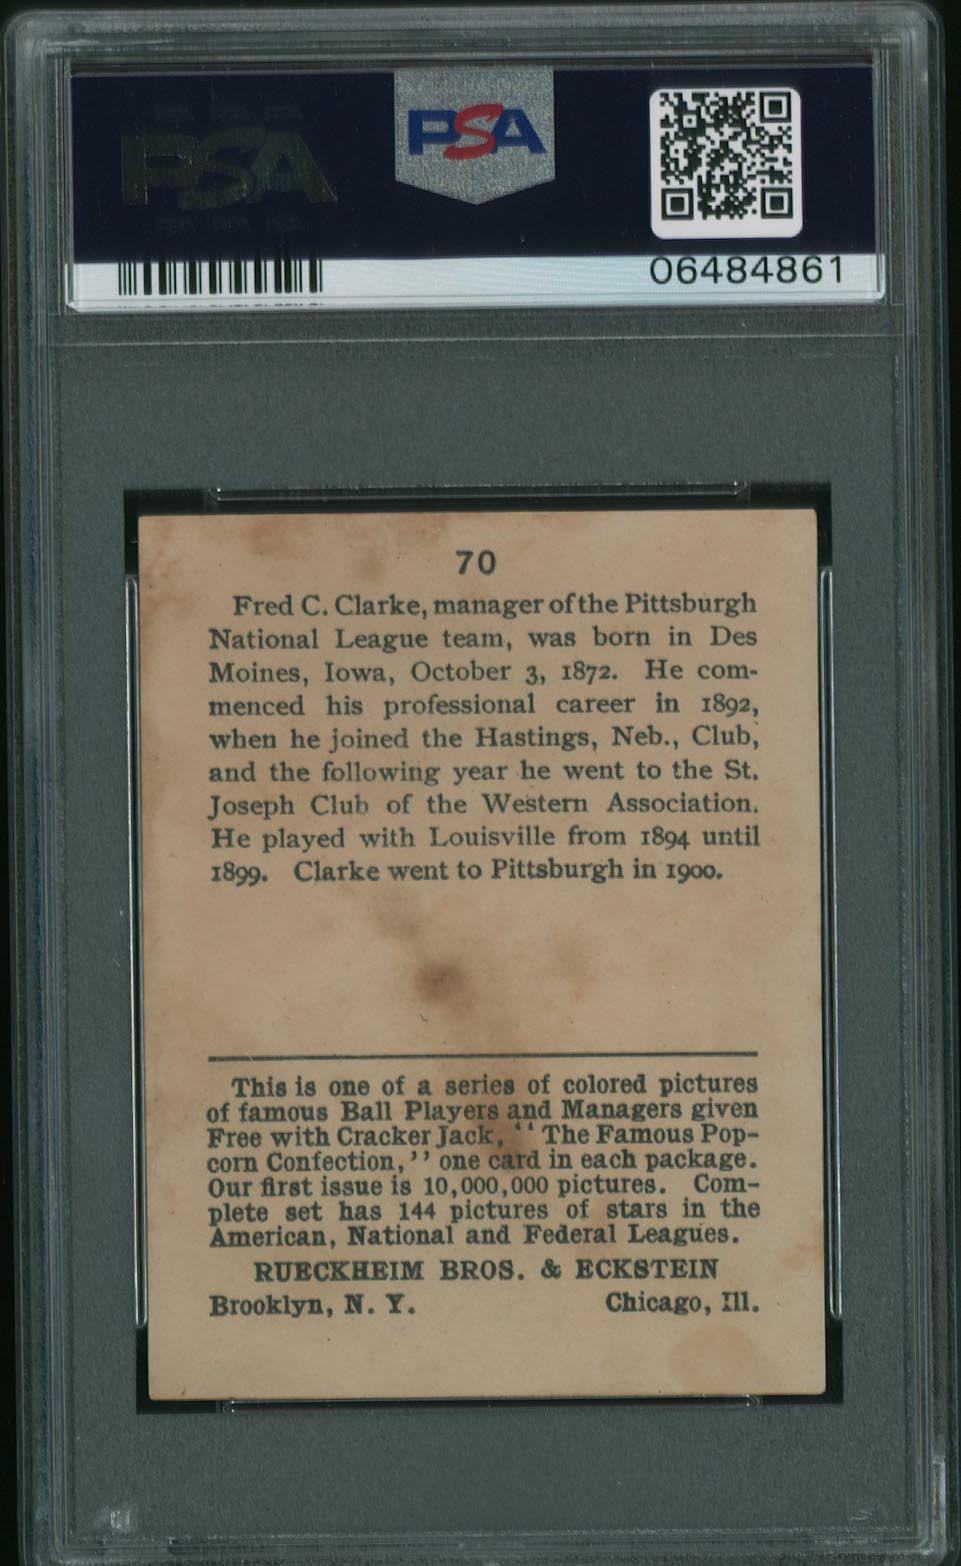 PSA
PSA
06484861
70
Fred C. Clarke, manager of the Pittsburgh
National League team, was born in Des
Moines, Iowa, October 3, 1872. He com-
menced his professional career in 1892,
when he joined the Hastings, Neb., Club,
and the following year he went to the St.
Joseph Club of the Western Association.
He played with Louisville from 1894 until
1899. Clarke went to Pittsburgh in 1900.
This is one of a series of colored pictures
of famous Ball Players and Managers given
Free with Cracker Jack, “The Famous Pop-
corn Confection,” one card in each package.
Our first issue is 10,000,000 pictures. Com-
plete set has 144 pictures of stars in the
American, National and Federal Leagues.
RUECKHEIM BROS. & ECKSTEIN
Brooklyn, N. Y. Chicago, Ill.